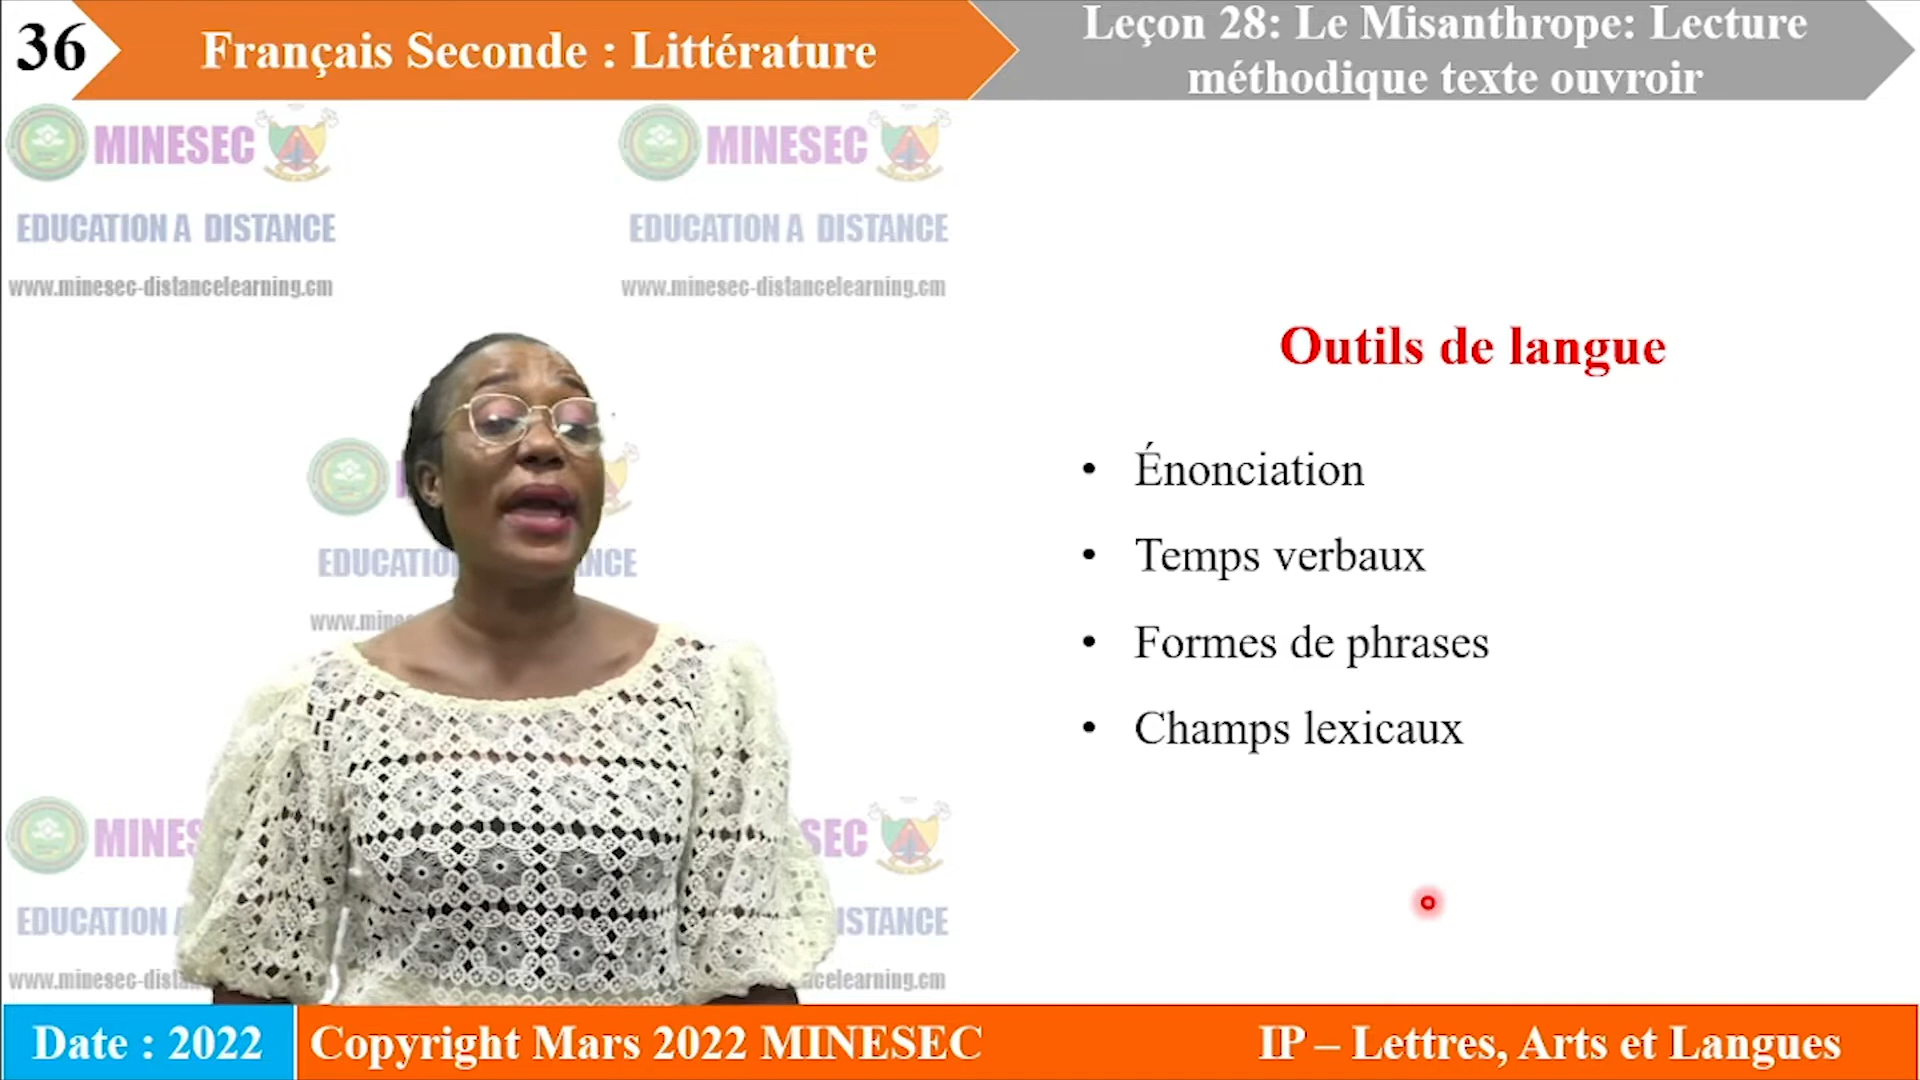 36
Français Seconde : Littérature
Leçon 28: Le Misanthrope: Lecture
méthodique texte ouvroir
MINESEC
EDUCATION A DISTANCE
www.minesec-distancelearning.cm
MINESEC
EDUCATION A DISTANCE
www.minesec-distancelearning.cm
Outils de langue
• Énonciation
• Temps verbaux
• Formes de phrases
• Champs lexicaux
Date : 2022
Copyright Mars 2022 MINESEC
IP – Lettres, Arts et Langues